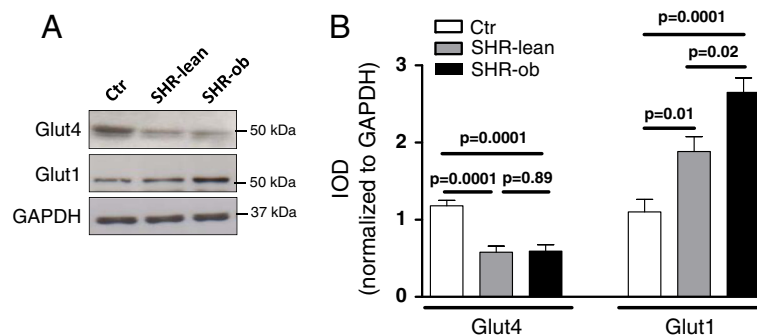 A
Ctr
SHR-lean
SHR-ob
Glut4
50 kDa
Glut1
50 kDa
GAPDH
37 kDa
B
Ctr
SHR-lean
SHR-ob
IOD
(normalized to GAPDH)
3
2
1
0
p=0.0001
p=0.0001
p=0.89
p=0.0001
p=0.02
p=0.01
Glut4
Glut1